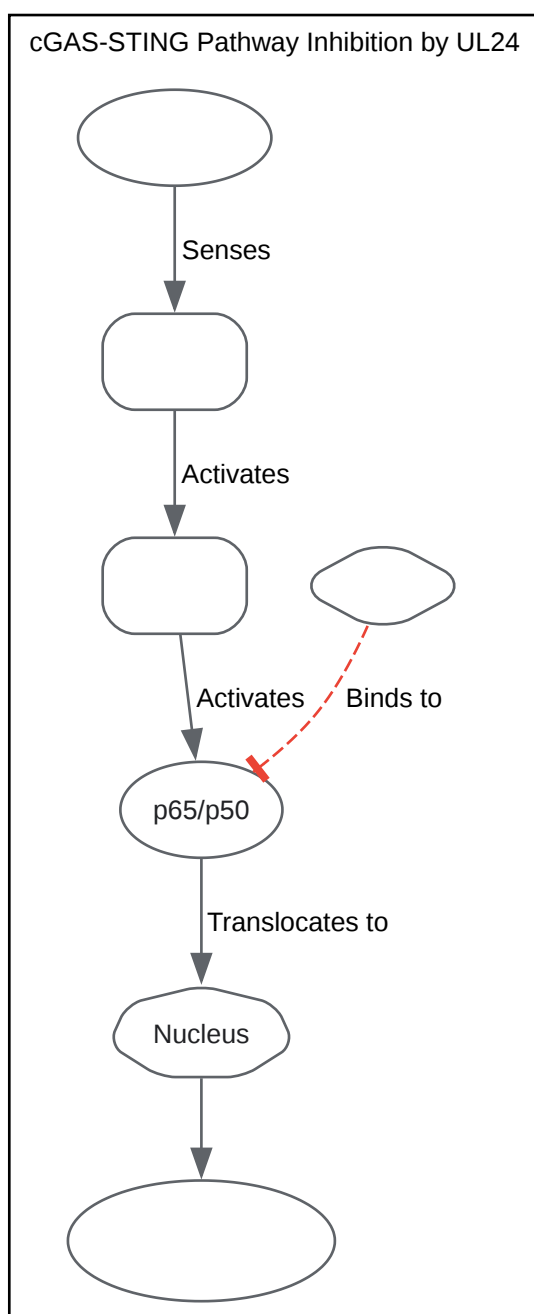 cGAS-STING Pathway Inhibition by UL24
Senses
Activates
Activates
Binds to
p65/p50
Translocates to
Nucleus